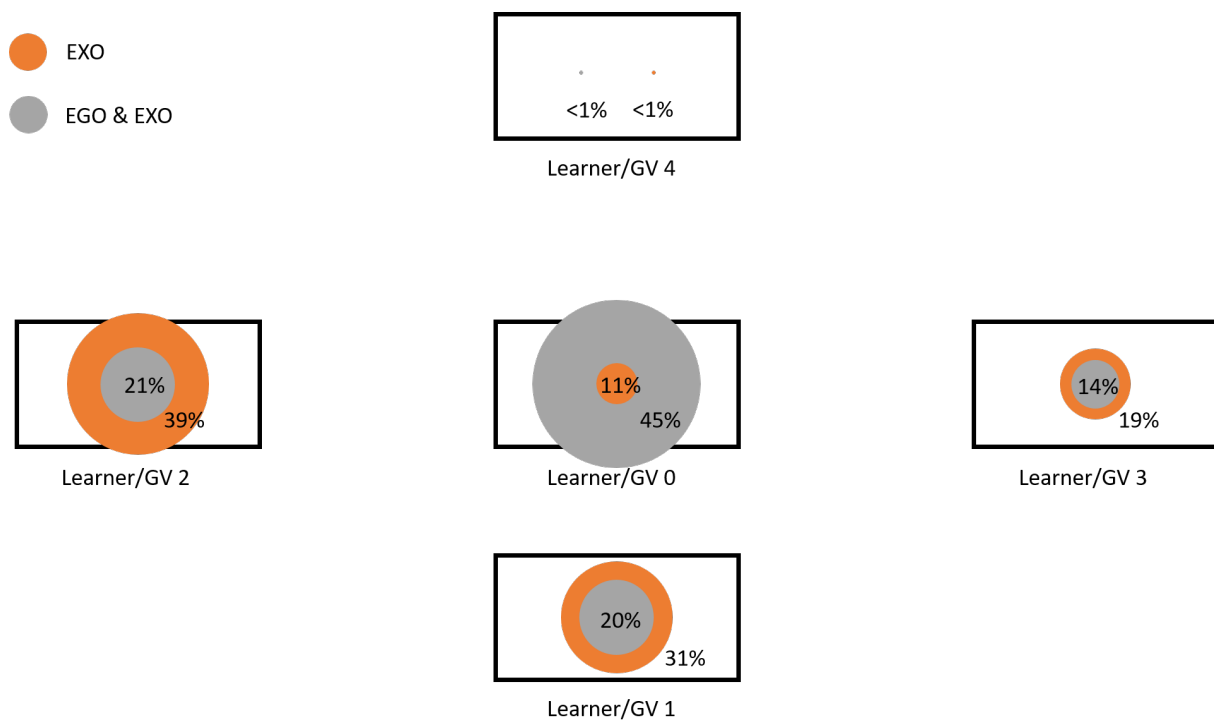 EXO
EGO & EXO
<1% <1%
Learner/GV 4
21%
39%
Learner/GV 2
11%
45%
Learner/GV 0
14%
19%
Learner/GV 3
20%
31%
Learner/GV 1